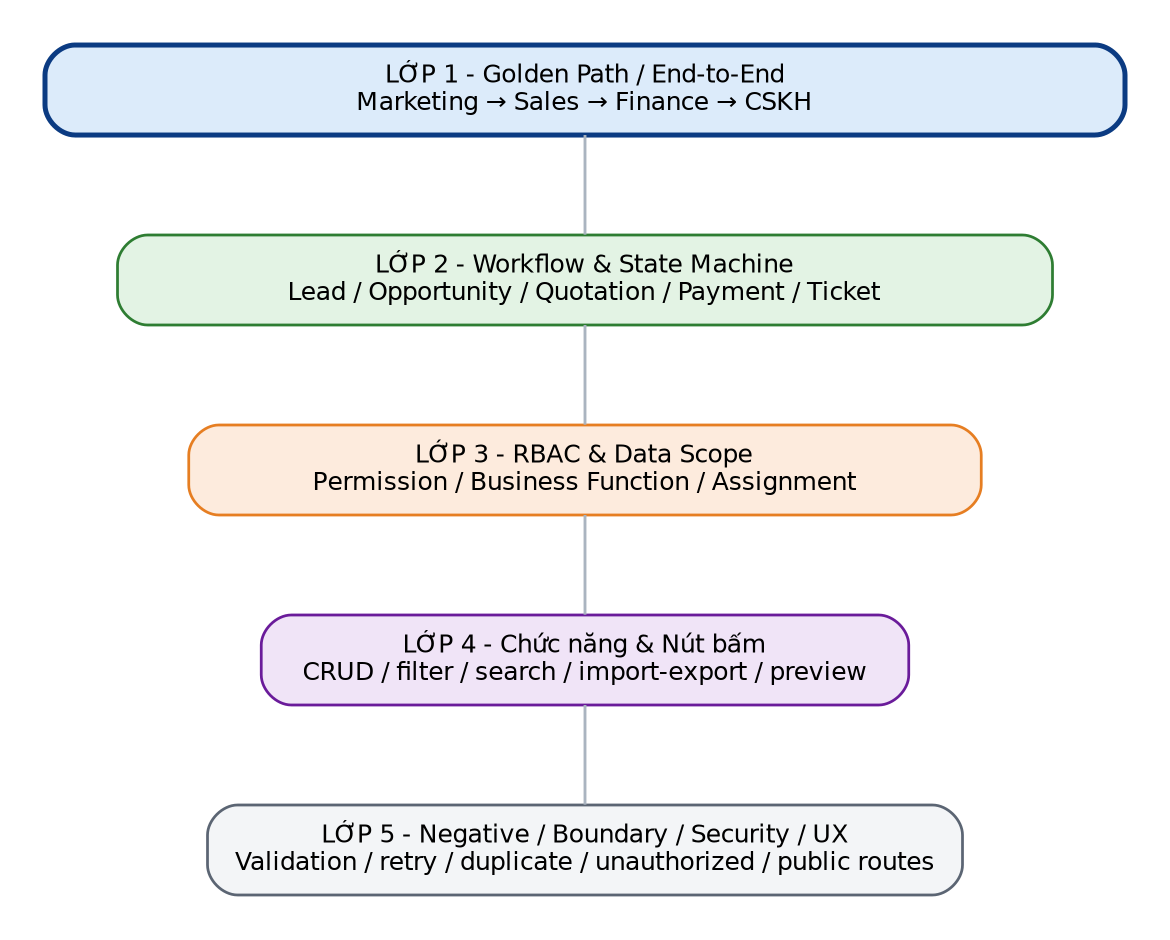 LỚP 1 - Golden Path / End-to-End
Marketing → Sales → Finance → CSKH
LỚP 2 - Workflow & State Machine
Lead / Opportunity / Quotation / Payment / Ticket
LỚP 3 - RBAC & Data Scope
Permission / Business Function / Assignment
LỚP 4 - Chức năng & Nút bấm
CRUD / filter / search / import-export / preview
LỚP 5 - Negative / Boundary / Security / UX
Validation / retry / duplicate / unauthorized / public routes